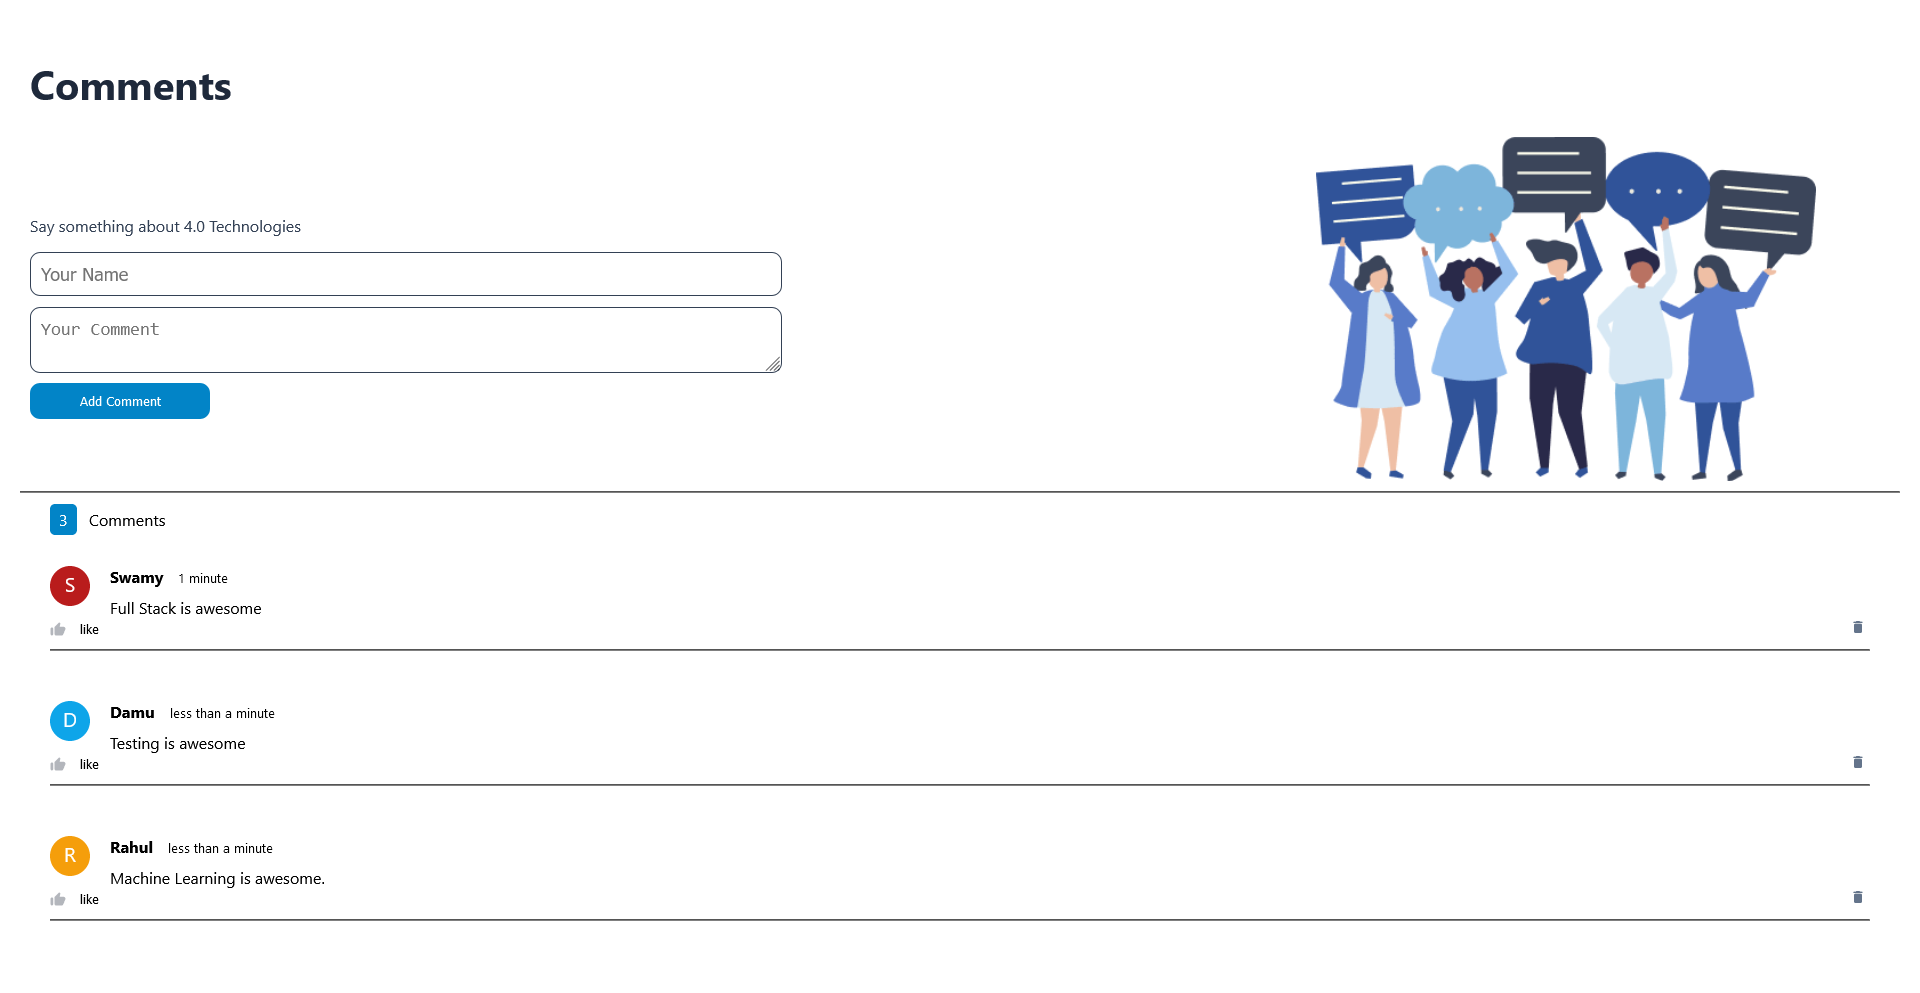 Comments
Say something about 4.0 Technologies
Your Name
Your Comment
Add Comment
3 Comments
S
Swamy 1 minute
Full Stack is awesome
like
D
Damu less than a minute
Testing is awesome
like
R
Rahul less than a minute
Machine Learning is awesome.
like